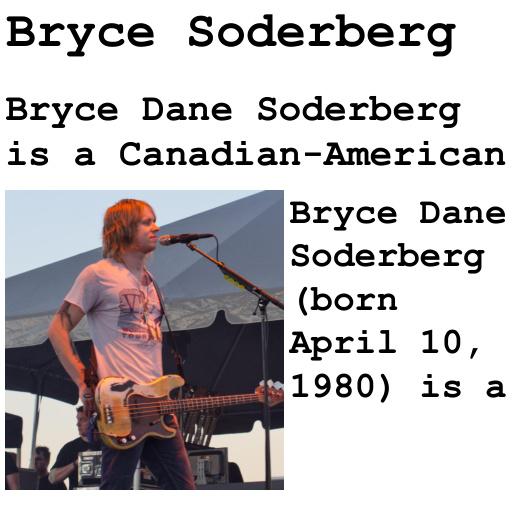 Bryce Soderberg
Bryce Dane Soderberg
is a Canadian-American
Bryce Dane
Soderberg
(born
April 10,
1980) is a